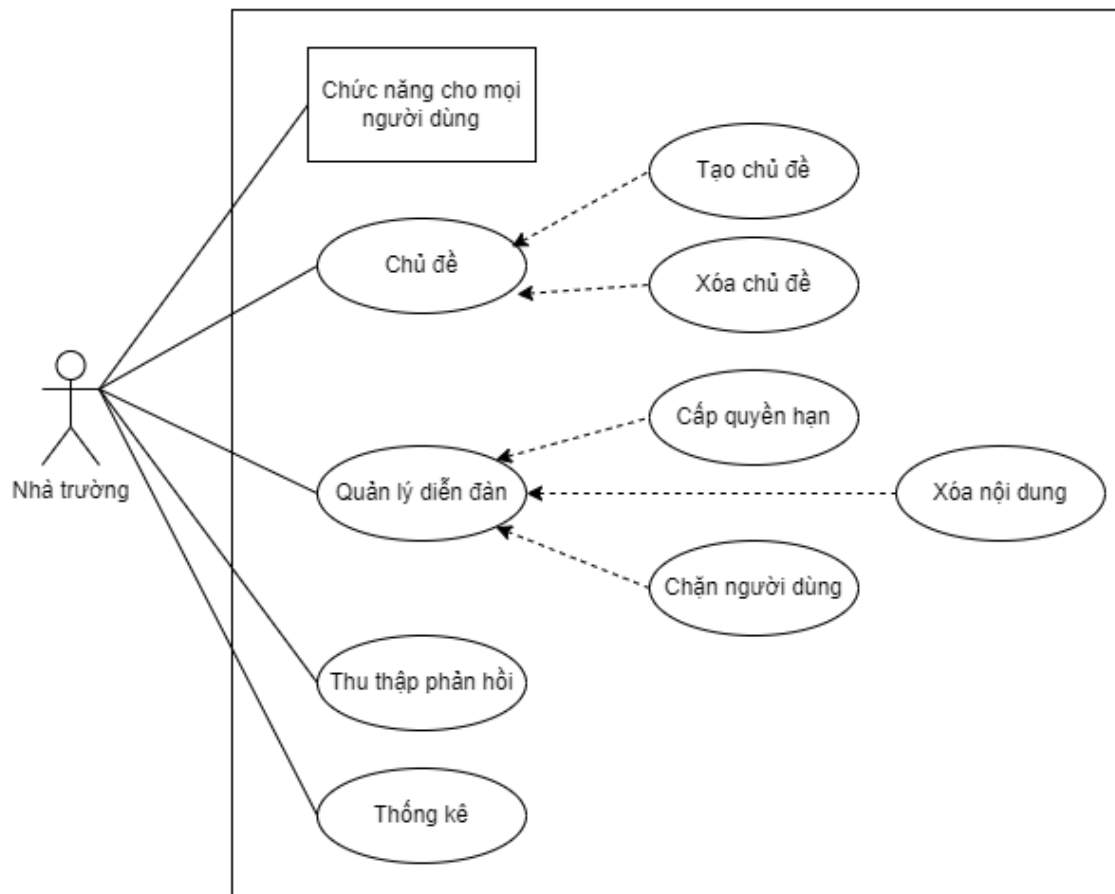 Chức năng cho mọi
người dùng
Tạo chủ đề
Chủ đề
Xóa chủ đề
Cấp quyền hạn
Nhà trường
Quản lý diễn đàn
Xóa nội dung
Chặn người dùng
Thu thập phản hồi
Thống kê